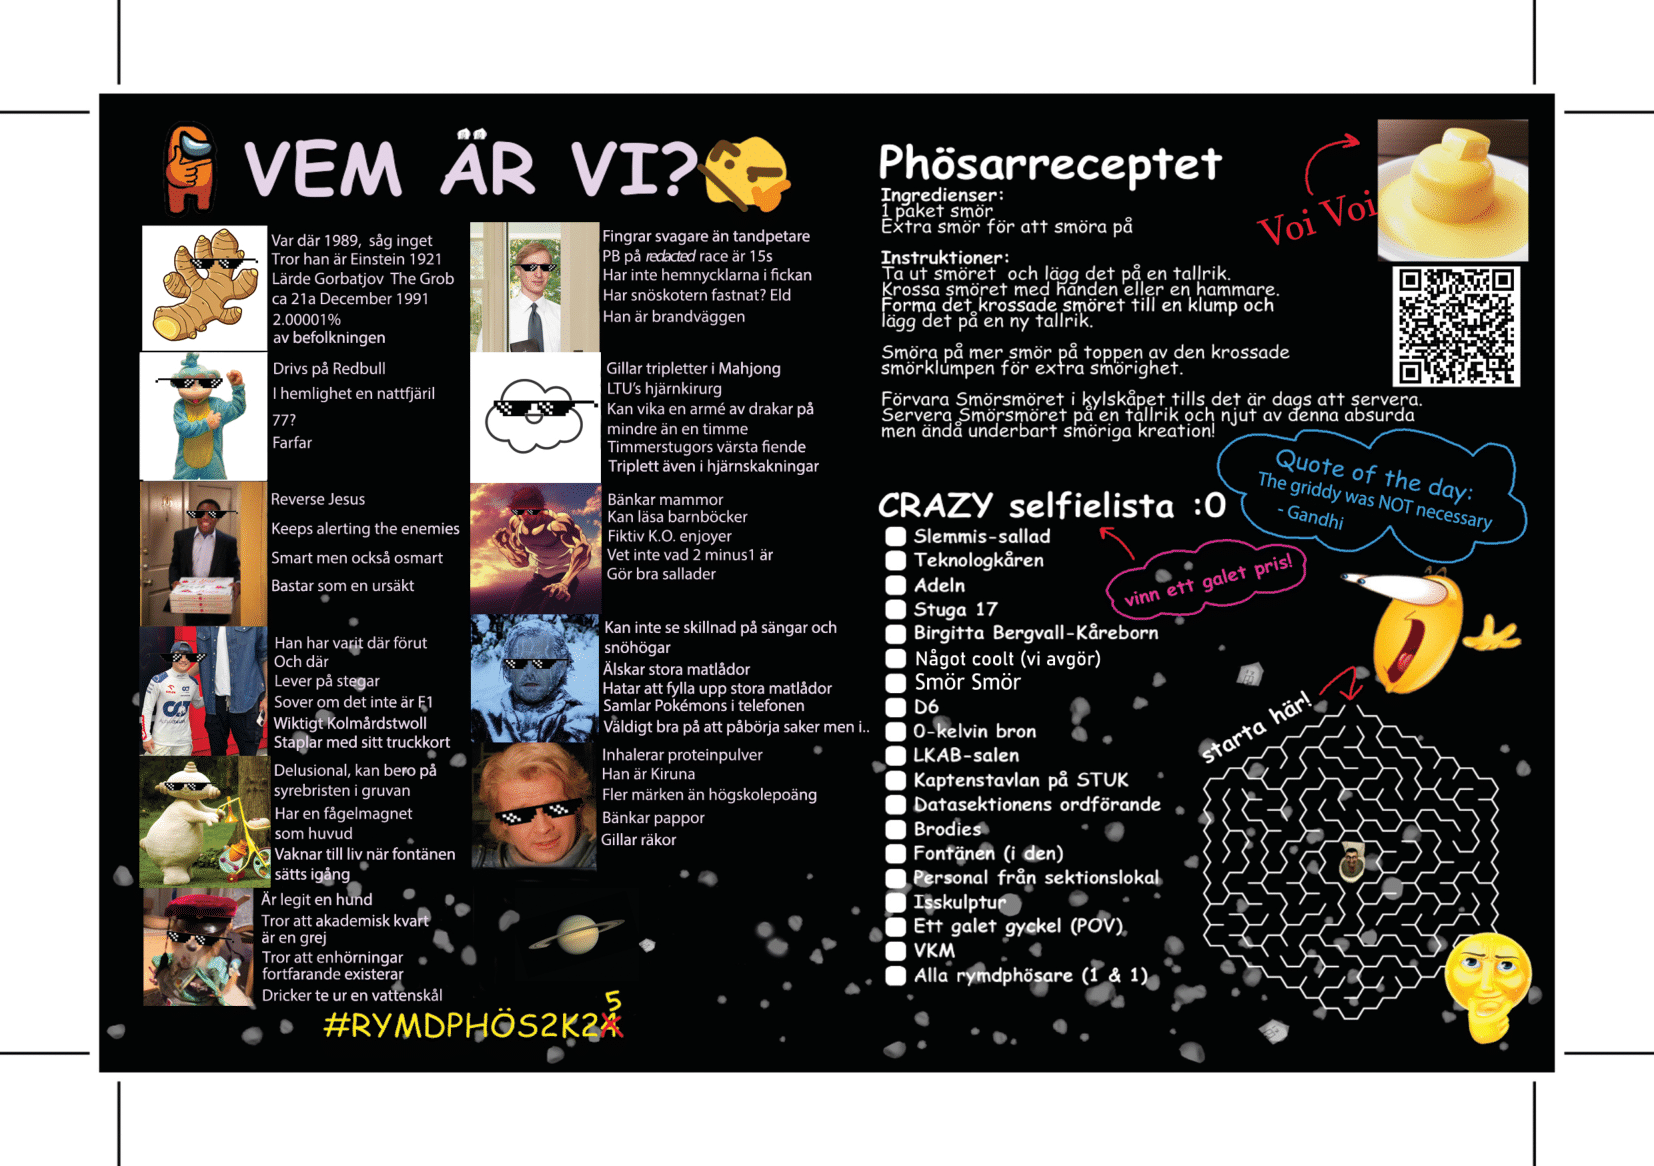 VEM ÄR VI?
Var där 1989, såg inget
Tror han är Einstein 1921
Lärde Gorbatjov The Grob
ca 21a December 1991
2.00001%
av befolkningen
Drivs på Redbull
I hemlighet en nattfjäril
77?
Farfar
Reverse Jesus
Keeps alerting the enemies
Smart men också osmart
Bastar som en ursäkt
Han har varit där förut
Och där
Lever på stegar
Sover om det inte är F1
Wiktigt Kolmårdstwoll
Staplar med sitt truckkort
Delusional, kan bero på
syrebristen i gruvan
Har en fågelmagnet
som huvud
Vaknar till liv när fontänen
sätts igång
Är legit en hund
Tror att akademisk kvart
är en grej
Tror att enhörningar
fortfarande existerar
Dricker te ur en vattenskål
Fingrar svagare än tandpetare
PB på redacted race är 15s
Har inte hemnycklarna i fickan
Har snöskotern fastnat? Eld
Han är brandväggen
Gillar tripletter i Mahjong
LTU's hjärnkirurg
Kan vika en armé av drakar på
mindre än en timme
Timmerstugors värsta fiende
Triplett även i hjärnskakningar
Bänkar mammor
Kan läsa barnböcker
Fiktiv K.O. enjoyer
Vet inte vad 2 minus1 är
Gör bra sallader
Kan inte se skillnad på sängar och
snöhögar
Älskar stora matlådor
Hatar att fylla upp stora matlådor
Samlar Pokémons i telefonen
Väldigt bra på att påbörja saker men i..
Inhalerar proteinpulver
Han är Kiruna
Fler märken än högskolepoäng
Bänkar pappor
Gillar räkor
5
#RYMDPHÖS2K24
Phösarreceptet
Ingredienser:
1 paket smör
Extra smör för att smöra på
Instruktioner:
Ta ut smöret och lägg det på en tallrik.
Krossa smöret med handen eller en hammare.
Forma det krossade smöret till en klump och
lägg det på en ny tallrik.
Smöra på mer smör på toppen av den krossade
smörklumpen för extra smörighet.
Förvara Smörsmöret i kylskåpet tills det är dags att servera.
Servera Smörsmöret på en tallrik och njut av denna absurda
men ändå underbart smöriga kreation!
Voi Voi
Quote of the day:
The griddy was NOT necessary
- Gandhi
CRAZY selfielista :O
vinn ett galet pris!
Slemmis-sallad
Teknologkåren
Adeln
Stuga 17
Birgitta Bergvall-Kåreborn
Något coolt (vi avgör)
Smör Smör
D6
0-kelvin bron
LKAB-salen
Kaptenstavlan på STUK
Datasektionens ordförande
Brodies
Fontänen (i den)
Personal från sektionslokal
Isskulptur
Ett galet gyckel (POV)
VKM
Alla rymdphösare (1 & 1)
starta här!